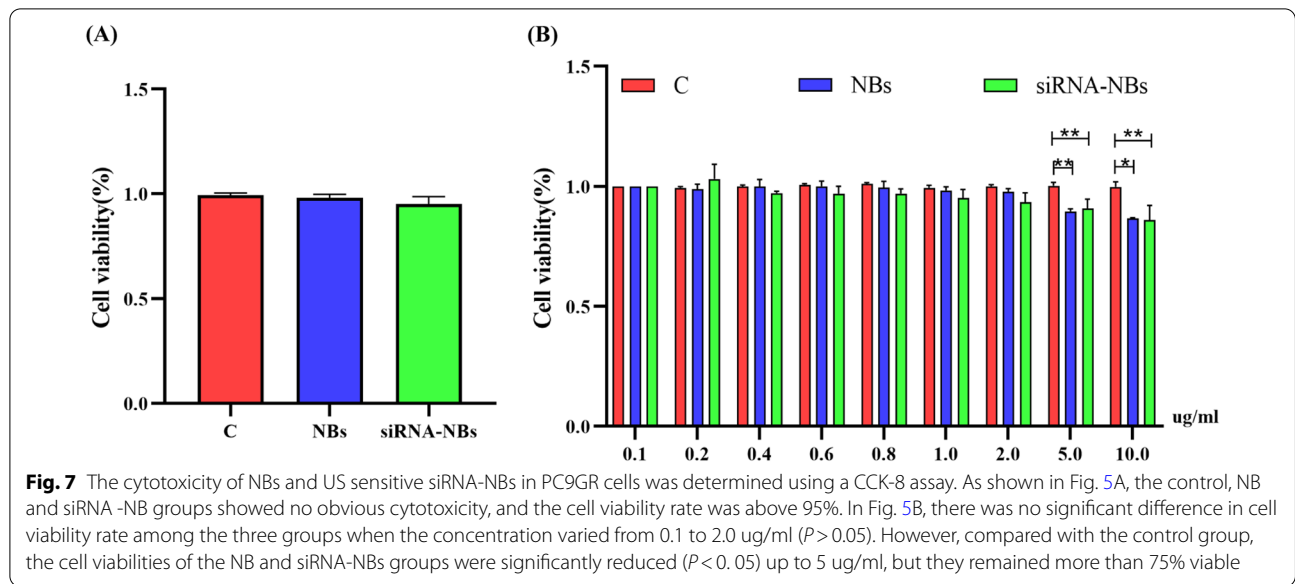 (A)
(B)
1.5
1.0
0.5
0.0
Cell viability(%)
C
NBs
siRNA-NBs
C
NBs
siRNA-NBs
1.5
1.0
0.5
0.0
Cell viability(%)
**
**
**
*
ug/ml
0.1
0.2
0.4
0.6
0.8
1.0
2.0
5.0
10.0
Fig. 7 The cytotoxicity of NBs and US sensitive siRNA-NBs in PC9GR cells was determined using a CCK-8 assay. As shown in Fig. 5A, the control, NB
and siRNA -NB groups showed no obvious cytotoxicity, and the cell viability rate was above 95%. In Fig. 5B, there was no significant difference in cell
viability rate among the three groups when the concentration varied from 0.1 to 2.0 ug/ml (P > 0.05). However, compared with the control group,
the cell viabilities of the NB and siRNA-NBs groups were significantly reduced (P < 0. 05) up to 5 ug/ml, but they remained more than 75% viable